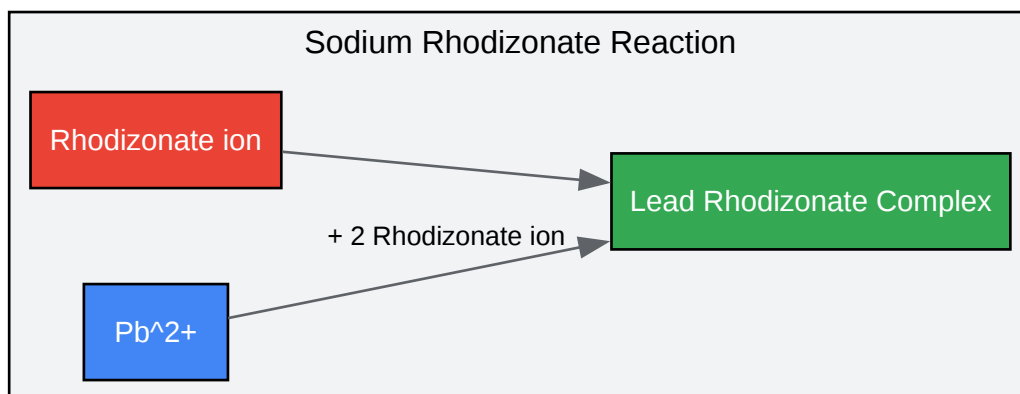 Sodium Rhodizonate Reaction
Rhodizonate ion
Lead Rhodizonate Complex
+ 2 Rhodizonate ion
Pb^2+